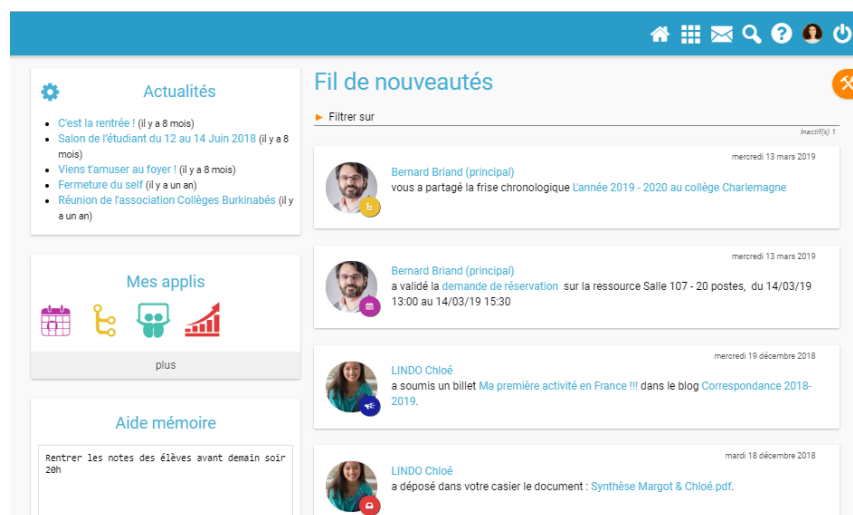 Actualités
C'est la rentrée ! (il y a 8 mois)
Salon de l'étudiant du 12 au 14 Juin 2018 (il y a 8
mois)
Viens t'amuser au foyer ! (il y a 8 mois)
Fermeture du self (il y a un an)
Réunion de l'association Collèges Burkinabés (il y
a un an)
Mes applis
plus
Aide mémoire
Rentrer les notes des élèves avant demain soir
20h
Fil de nouveautés
Filtrer sur
Inactif(s) 1
mercredi 13 mars 2019
Bernard Briand (principal)
vous a partagé la frise chronologique L'année 2019 - 2020 au collège Charlemagne
mercredi 13 mars 2019
Bernard Briand (principal)
a validé la demande de réservation sur la ressource Salle 107 - 20 postes, du 14/03/19
13:00 au 14/03/19 15:30
mercredi 19 décembre 2018
LINDO Chloé
a soumis un billet Ma première activité en France !!! dans le blog Correspondance 2018-
2019.
mardi 18 décembre 2018
LINDO Chloé
a déposé dans votre casier le document : Synthèse Margot & Chloé.pdf.